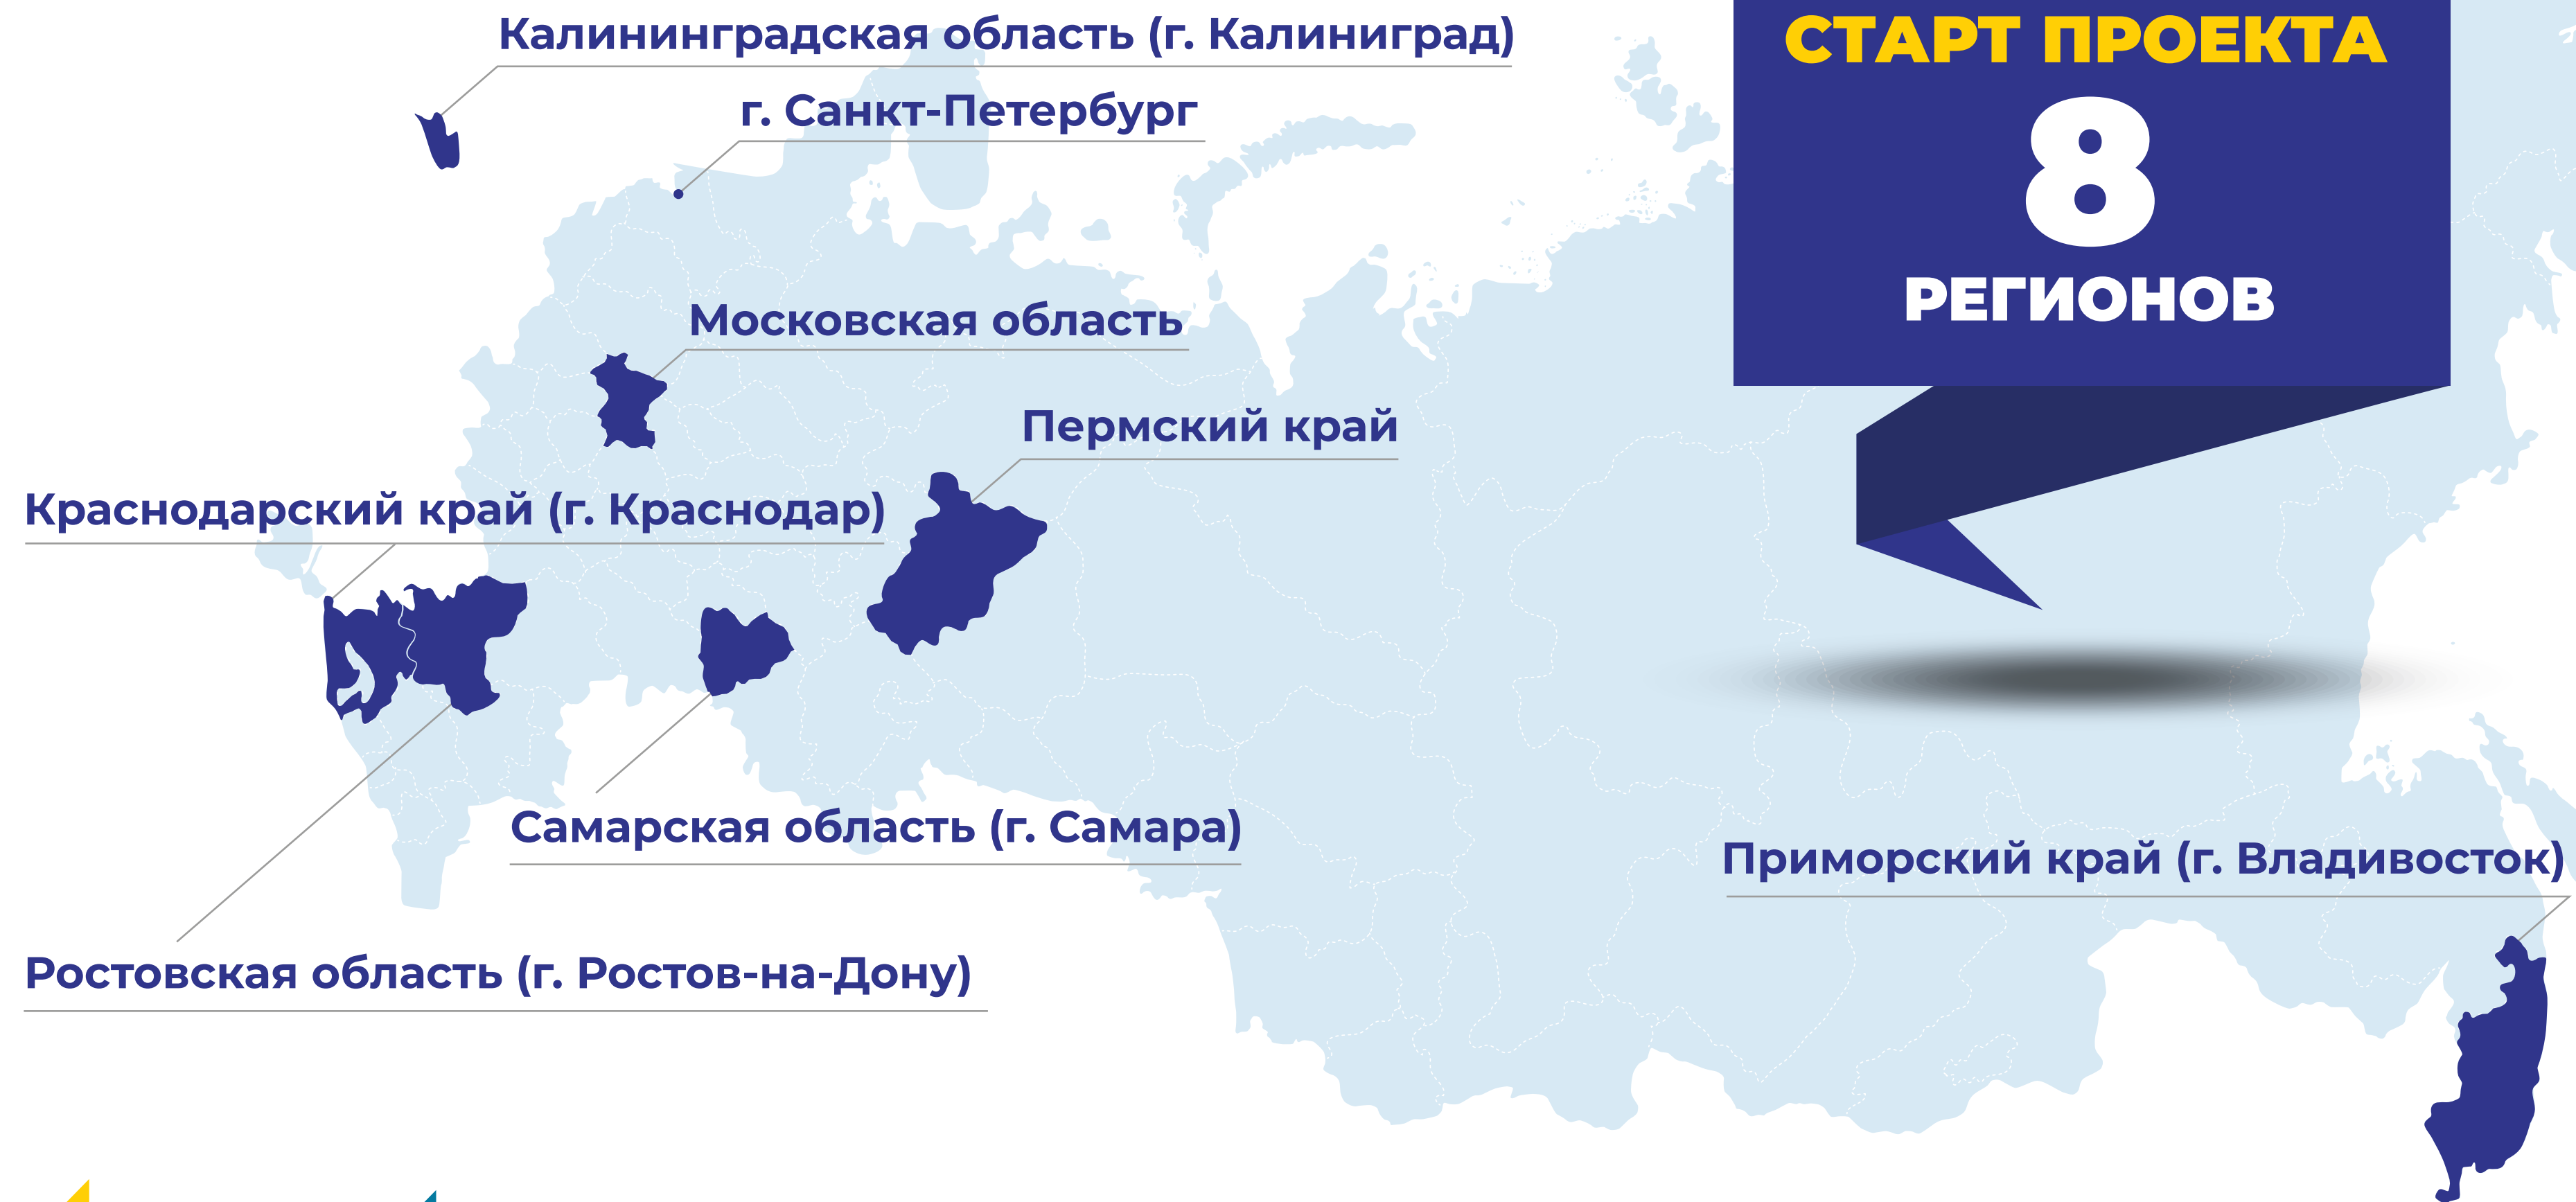 Калининградская область (г. Калиниград)
г. Санкт-Петербург
СТАРТ ПРОЕКТА
8
РЕГИОНОВ
Московская область
Пермский край
Краснодарский край (г. Краснодар)
Самарская область (г. Самара)
Приморский край (г. Владивосток)
Ростовская область (г. Ростов-на-Дону)